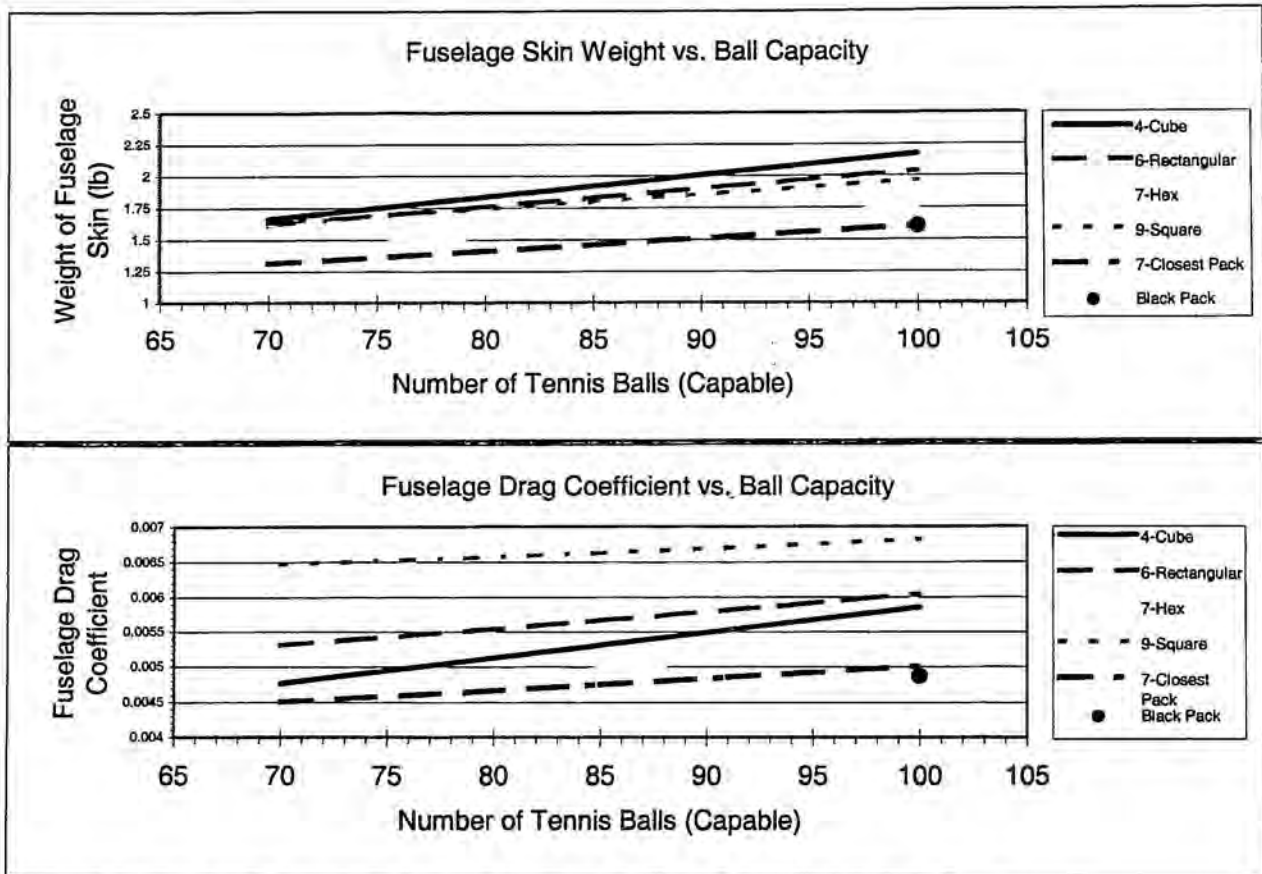 Fuselage Skin Weight vs. Ball Capacity
Weight of Fuselage
Skin (lb)
2.5
2.25
2
1.75
1.5
1.25
1
65 70 75 80 85 90 95 100 105
Number of Tennis Balls (Capable)
4-Cube
6-Rectangular
7-Hex
9-Square
7-Closest Pack
Black Pack
Fuselage Drag Coefficient vs. Ball Capacity
Fuselage Drag
Coefficient
0.007
0.0065
0.006
0.0055
0.005
0.0045
0.004
65 70 75 80 85 90 95 100 105
Number of Tennis Balls (Capable)
4-Cube
6-Rectangular
7-Hex
9-Square
7-Closest
Pack
Black Pack